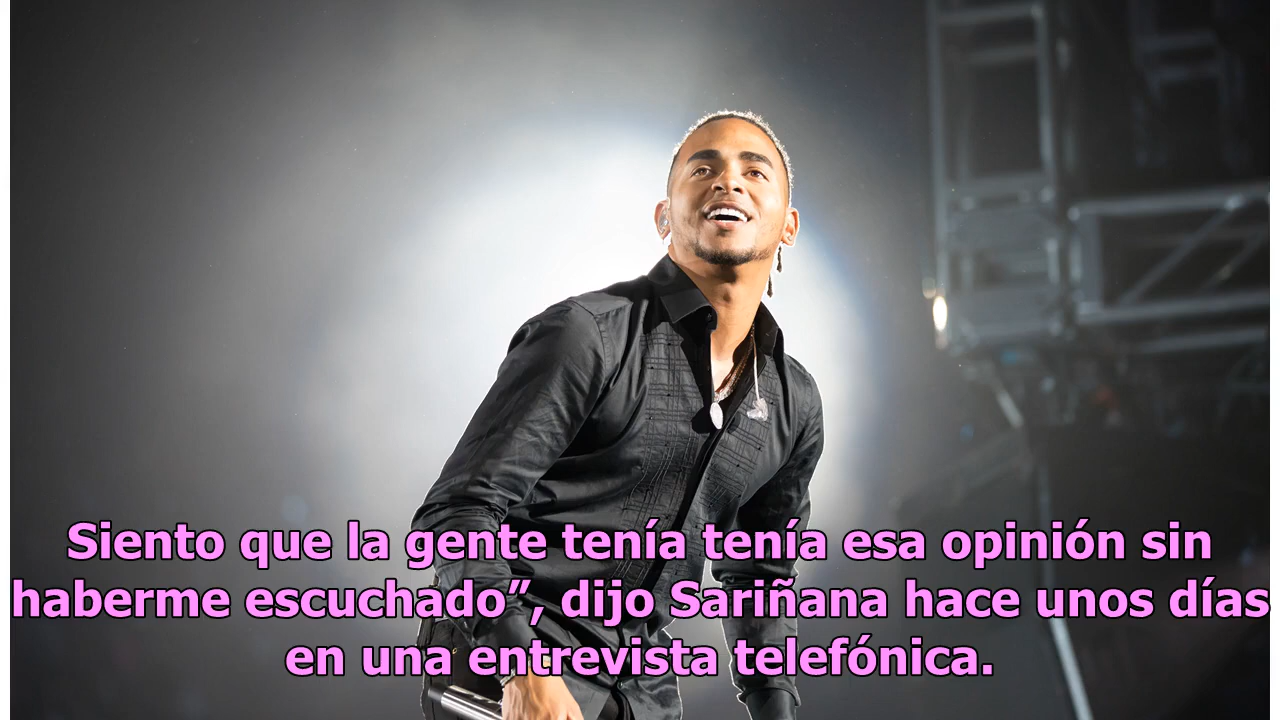 Siento que la gente tenía tenía esa opinión sin
haberme escuchado”, dijo Sariñana hace unos días
en una entrevista telefónica.